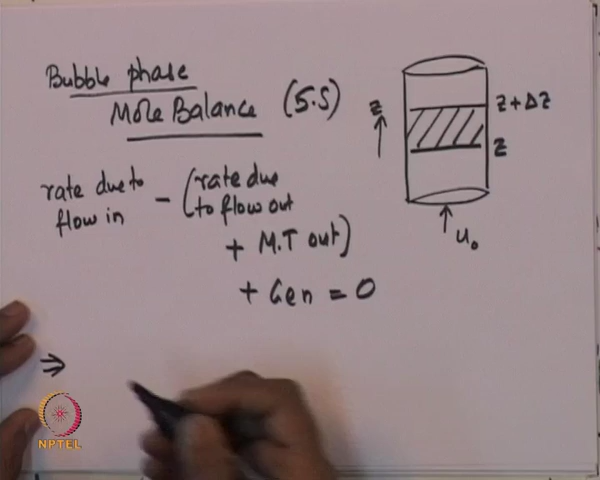 Bubble phase
Mole Balance (S.S)
rate due to flow in - (rate due to flow out
+ M.T out)
+ Gen = 0
⇒
z
z + Δz
z
u₀
NPTEL